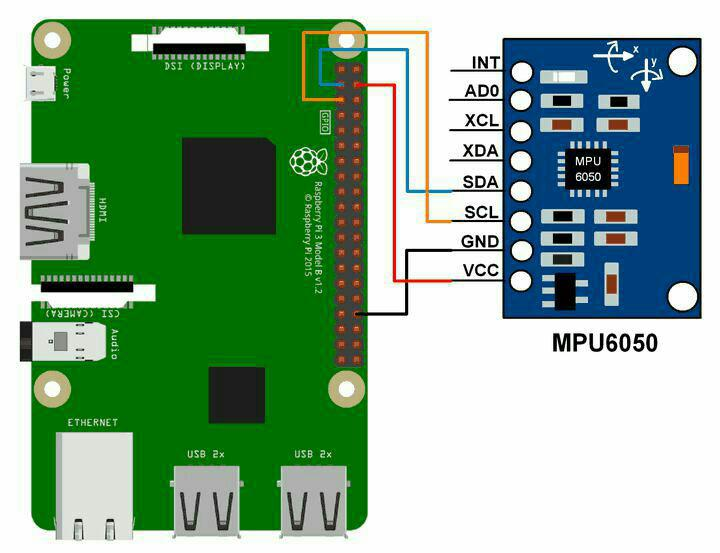 DSI (DISPLAY)
Power
GPIO
HDMI
Raspberry Pi 3 Model B v1.2
© Raspberry Pi 2015
CSI (CAMERA)
Audio
ETHERNET
USB 2x
USB 2x
INT
AD0
XCL
XDA
SDA
SCL
GND
VCC
x
y
MPU
6050
MPU6050